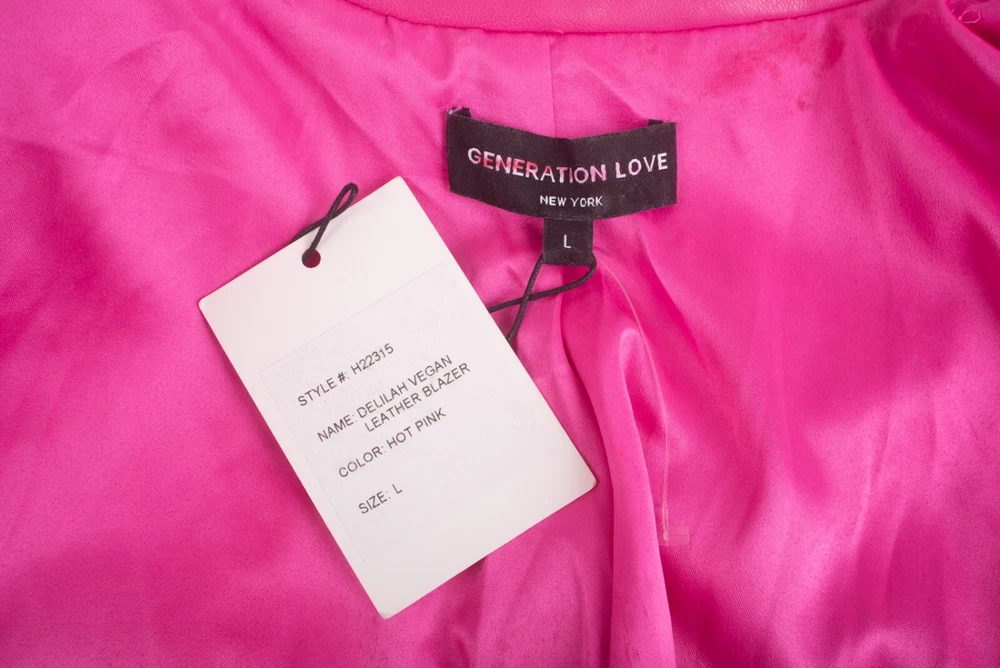 GENERATION LOVE
NEW YORK
L
STYLE #: H22315
NAME: DELILAH VEGAN
LEATHER BLAZER
COLOR: HOT PINK
SIZE: L